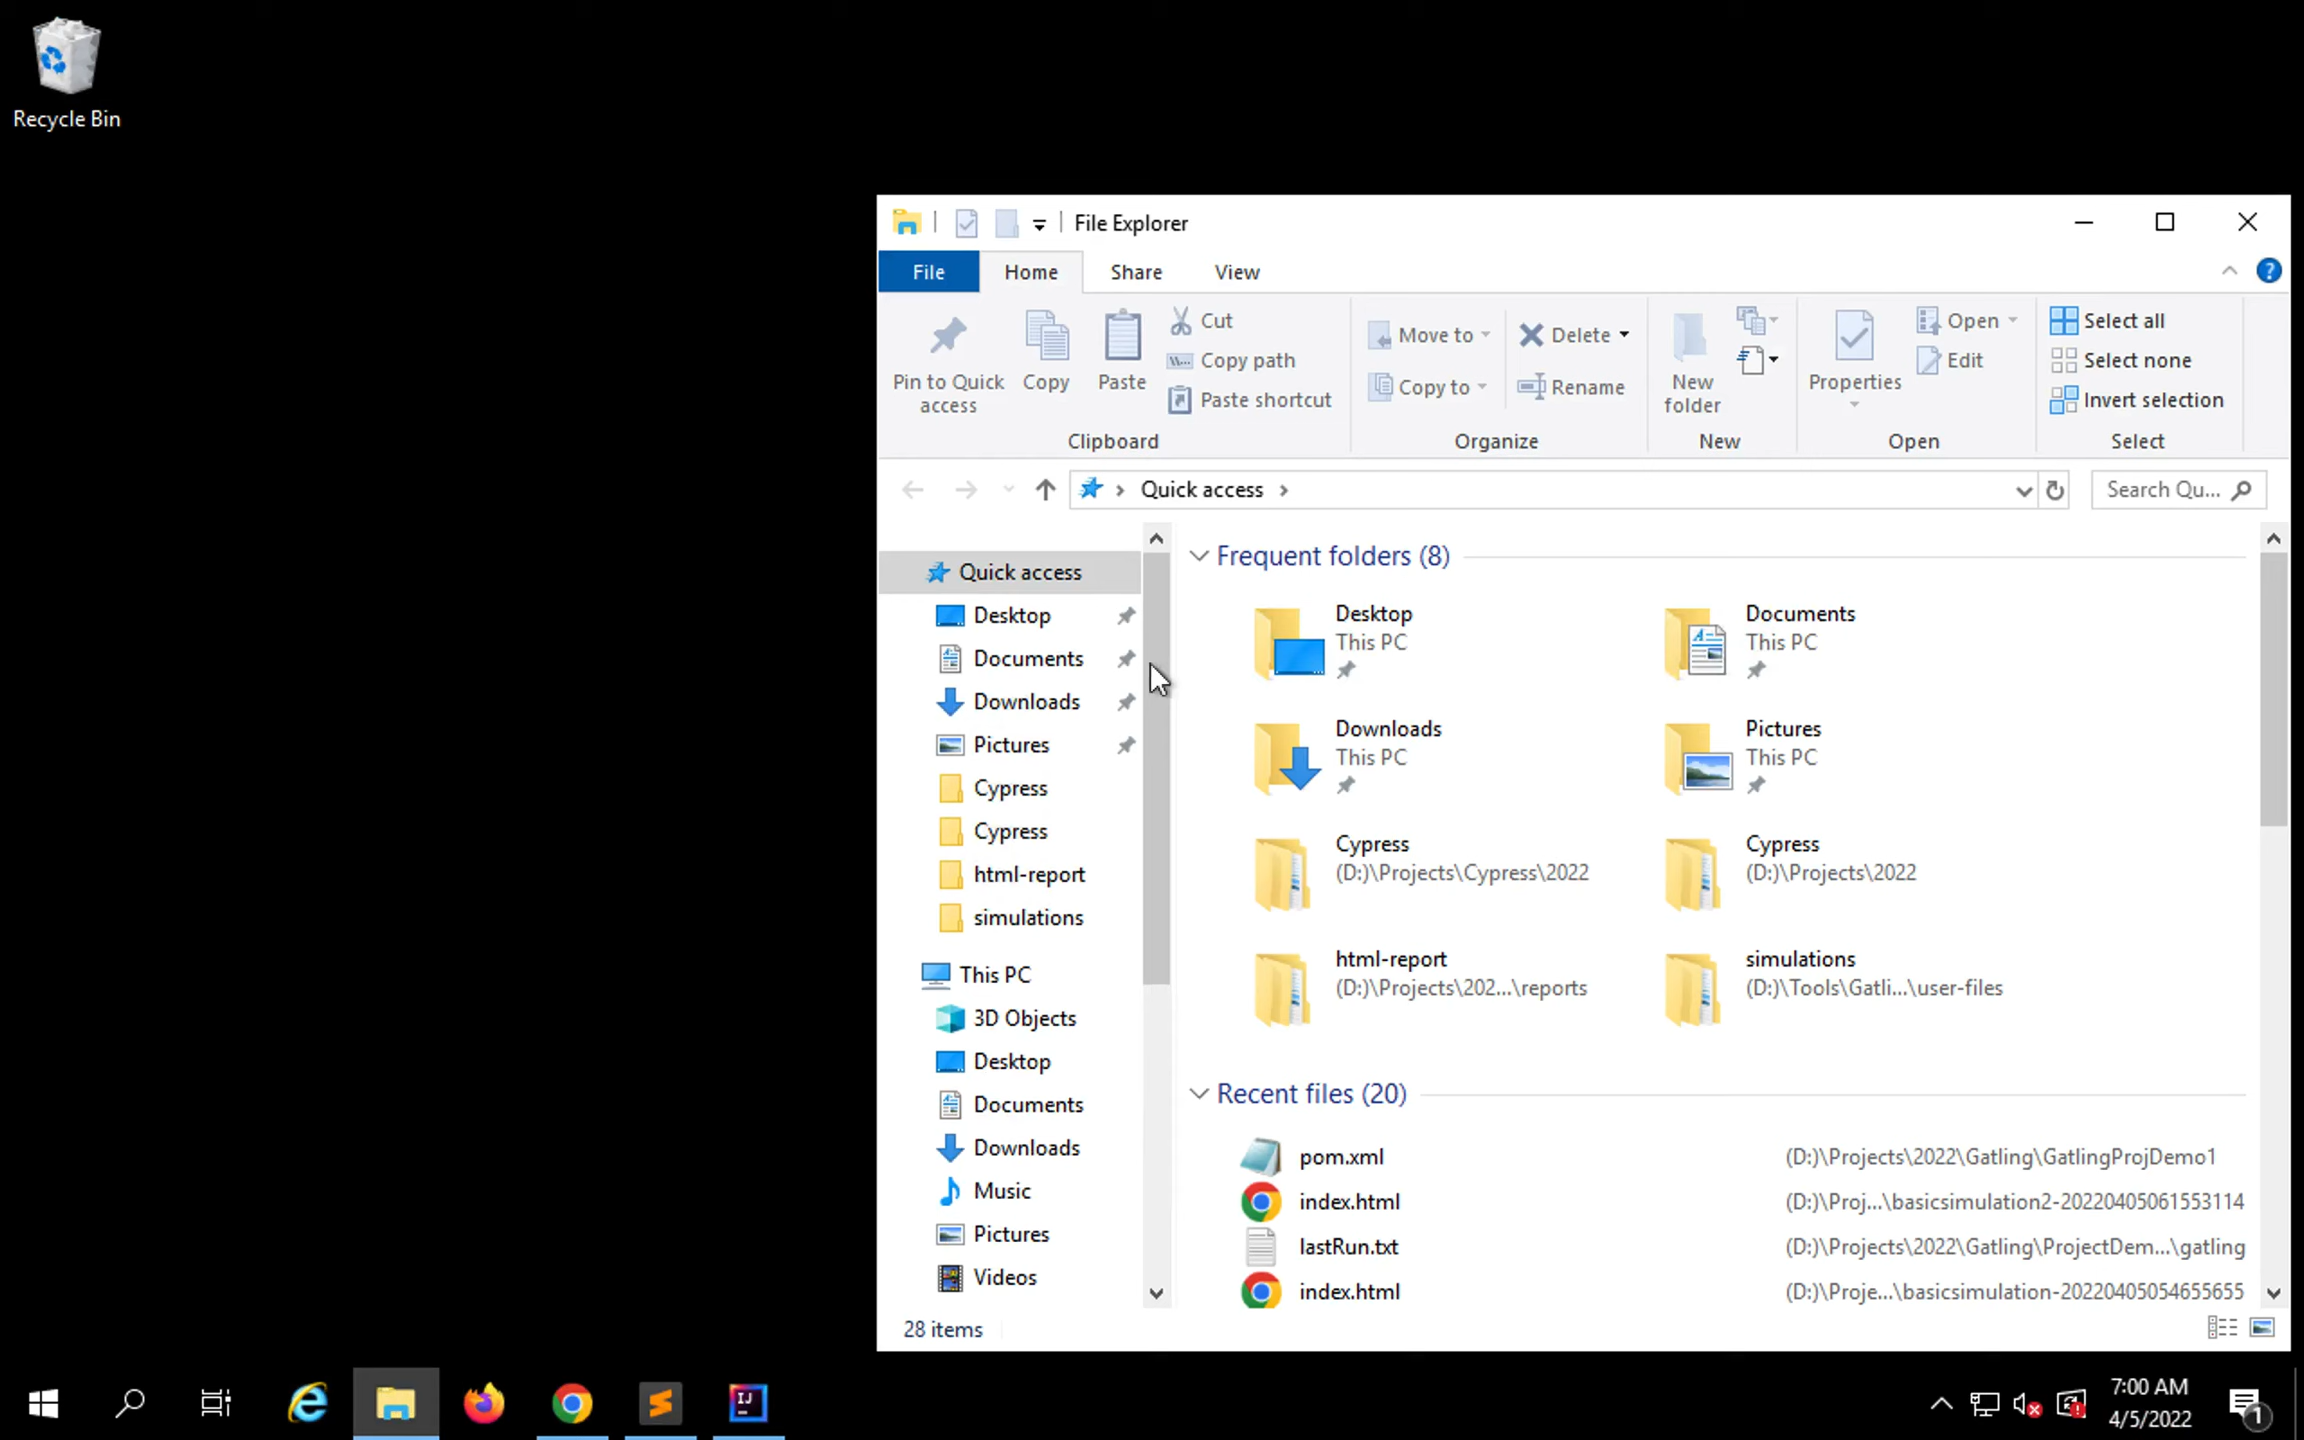 Recycle Bin
File Explorer
File
Home
Share
View
Pin to Quick
access
Copy
Paste
Cut
Copy path
Paste shortcut
Clipboard
Move to
Copy to
Delete
Rename
Organize
New
folder
New
Properties
Open
Edit
Open
Select all
Select none
Invert selection
Select
Quick access
Search Qu...
Quick access
Desktop
Documents
Downloads
Pictures
Cypress
Cypress
html-report
simulations
This PC
3D Objects
Desktop
Documents
Downloads
Music
Pictures
Videos
Frequent folders (8)
Desktop
This PC
Documents
This PC
Downloads
This PC
Pictures
This PC
Cypress
(D:)\Projects\Cypress\2022
Cypress
(D:)\Projects\2022
html-report
(D:)\Projects\202...\reports
simulations
(D:)\Tools\Gatli...\user-files
Recent files (20)
pom.xml (D:)\Projects\2022\Gatling\GatlingProjDemo1
index.html (D:)\Proj...\basicsimulation2-20220405061553114
lastRun.txt (D:)\Projects\2022\Gatling\ProjectDem...\gatling
index.html (D:)\Proje...\basicsimulation-20220405054655655
28 items
7:00 AM
4/5/2022
1